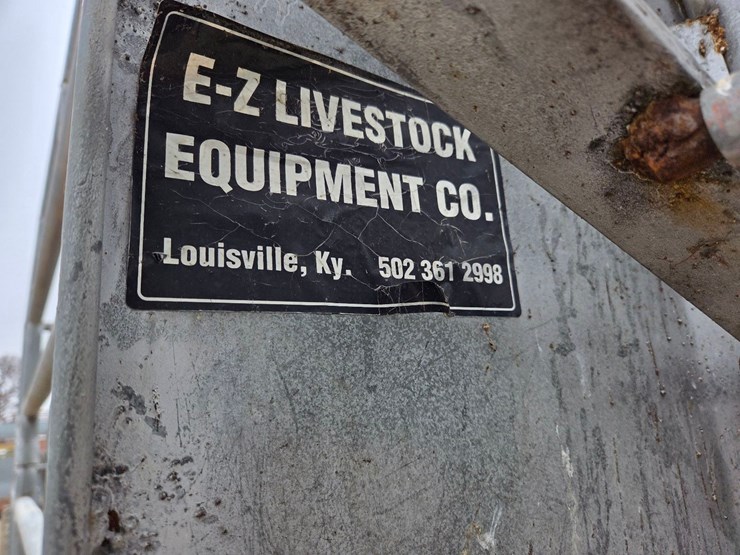 E-Z LIVESTOCK
EQUIPMENT CO.
Louisville, Ky. 502 361 2998